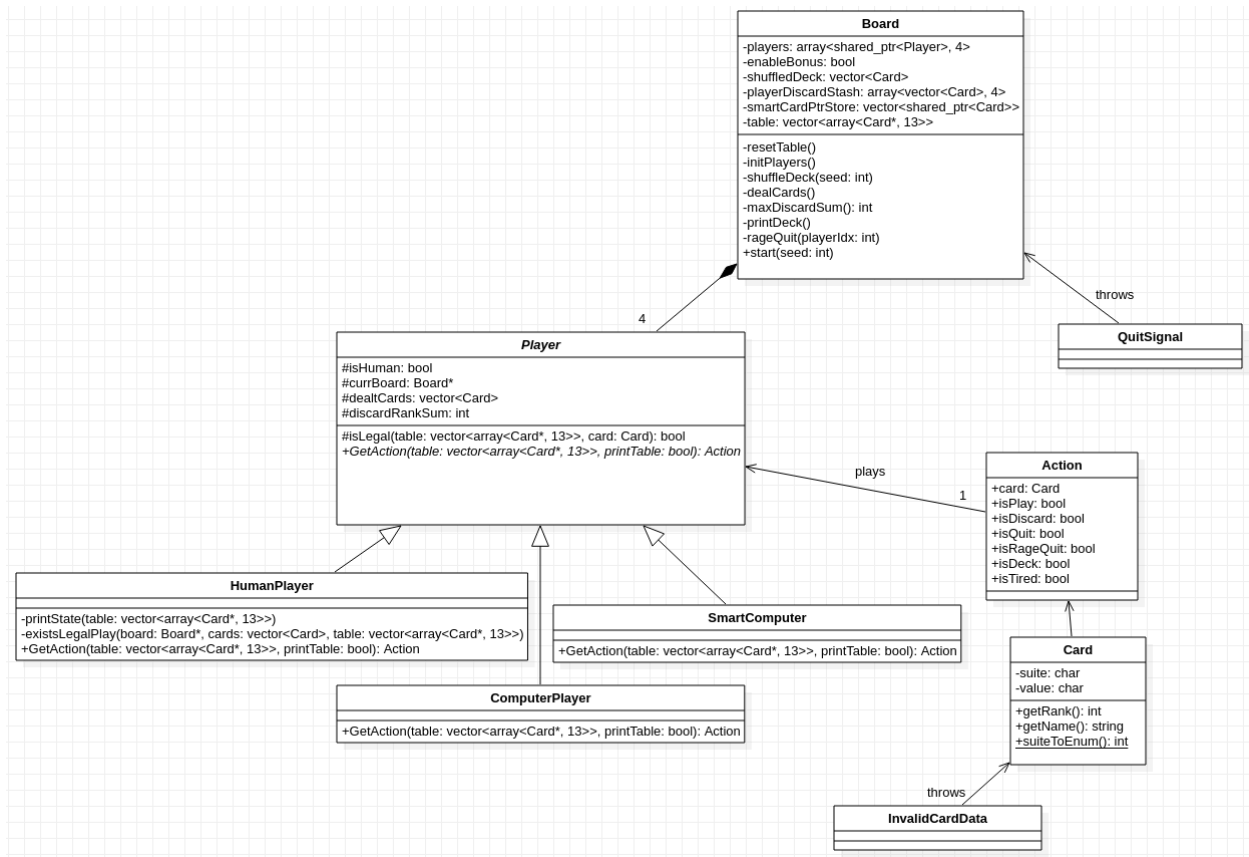 Board
-players: array<shared_ptr<Player>, 4>
-enableBonus: bool
-shuffledDeck: vector<Card>
-playerDiscardStash: array<vector<Card>, 4>
-smartCardPtrStore: vector<shared_ptr<Card>>
-table: vector<array<Card*, 13>>
-resetTable()
-initPlayers()
-shuffleDeck(seed: int)
-dealCards()
-maxDiscardSum(): int
-printDeck()
-rageQuit(playerIdx: int)
+start(seed: int)
throws
QuitSignal
4
Player
#isHuman: bool
#currBoard: Board*
#dealtCards: vector<Card>
#discardRankSum: int
#isLegal(table: vector<array<Card*, 13>>, card: Card): bool
+GetAction(table: vector<array<Card*, 13>>, printTable: bool): Action
plays
1
Action
+card: Card
+isPlay: bool
+isDiscard: bool
+isQuit: bool
+isRageQuit: bool
+isDeck: bool
+isTired: bool
HumanPlayer
-printState(table: vector<array<Card*, 13>>)
-existsLegalPlay(board: Board*, cards: vector<Card>, table: vector<array<Card*, 13>>)
+GetAction(table: vector<array<Card*, 13>>, printTable: bool): Action
SmartComputer
+GetAction(table: vector<array<Card*, 13>>, printTable: bool): Action
ComputerPlayer
+GetAction(table: vector<array<Card*, 13>>, printTable: bool): Action
Card
-suite: char
-value: char
+getRank(): int
+getName(): string
+suiteToEnum(): int
throws
InvalidCardData